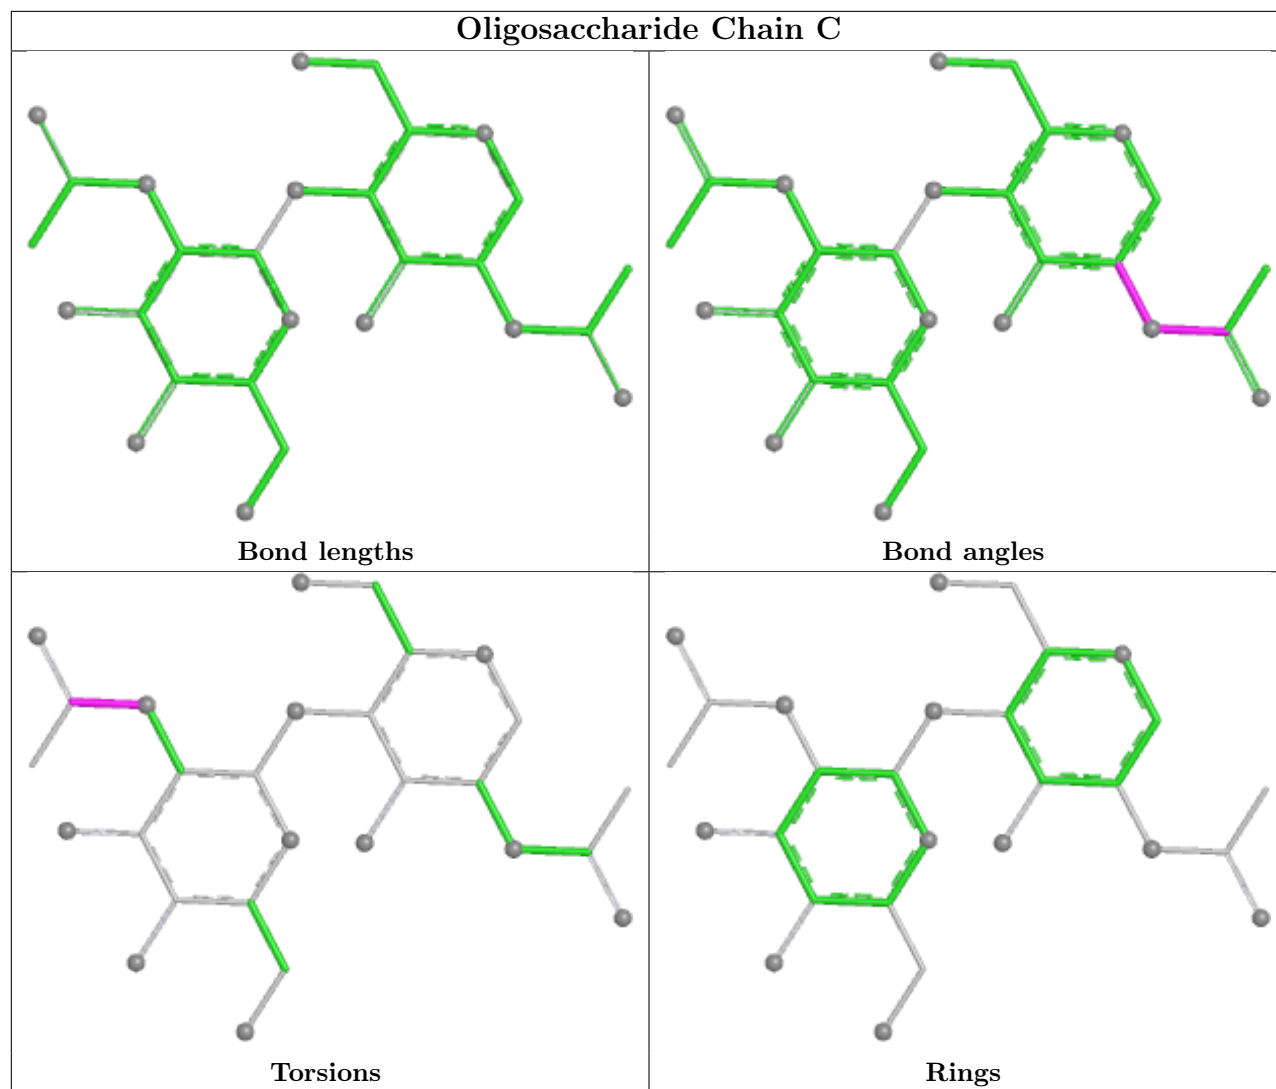 Oligosaccharide Chain C
Bond lengths
Bond angles
Torsions
Rings